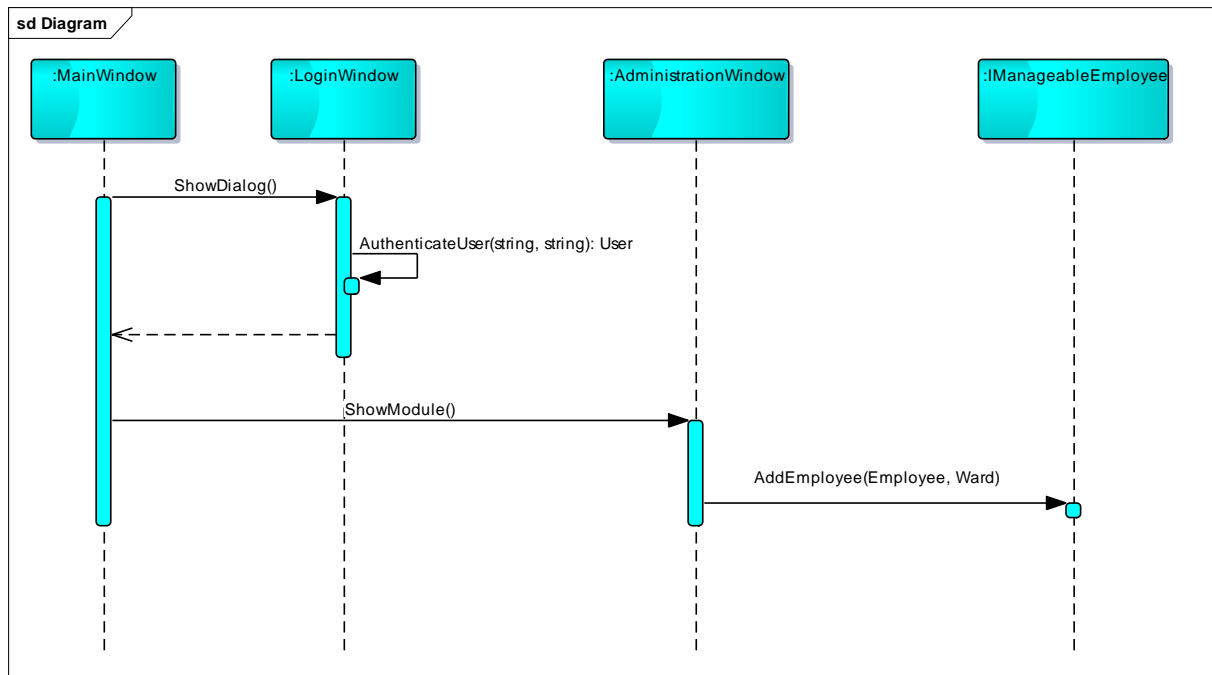 sd Diagram
:MainWindow
:LoginWindow
:AdministrationWindow
:IManageableEmployee
ShowDialog()
AuthenticateUser(string, string): User
ShowModule()
AddEmployee(Employee, Ward)